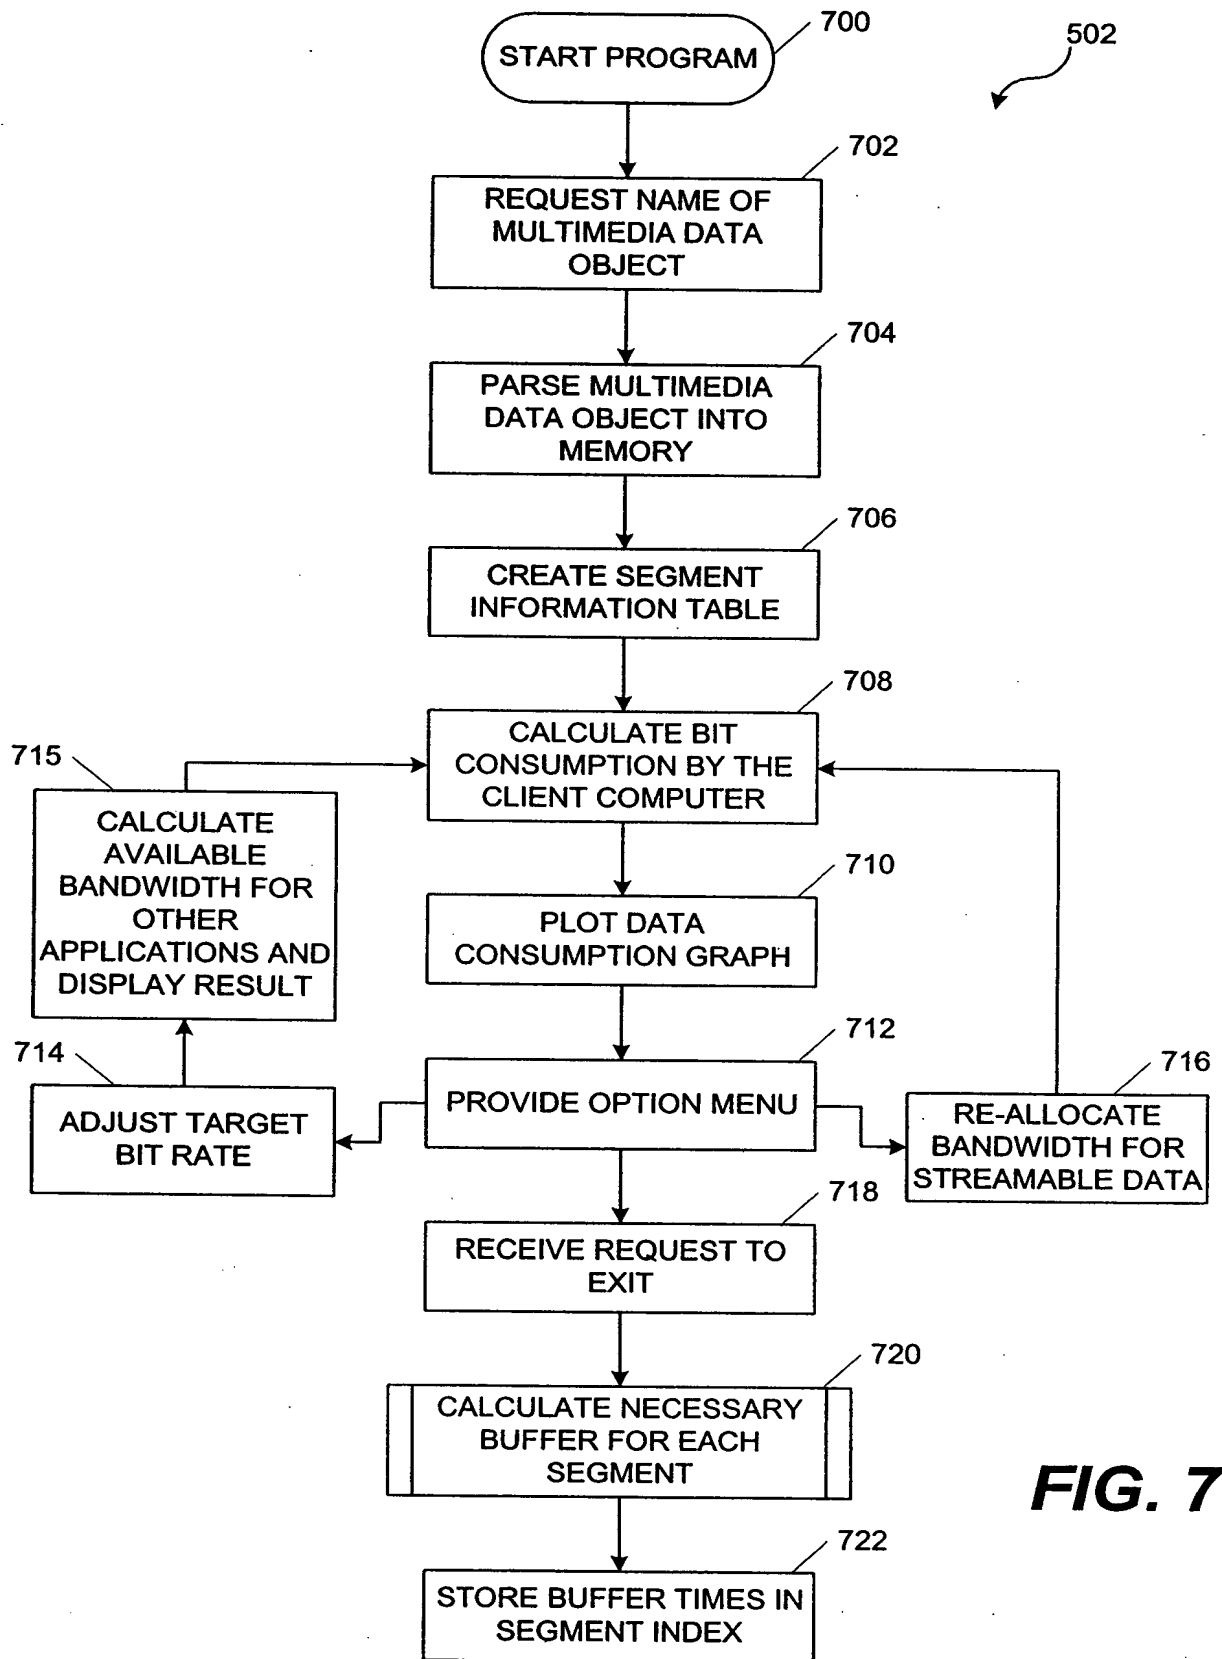 700
START PROGRAM
502
702
REQUEST NAME OF
MULTIMEDIA DATA
OBJECT
704
PARSE MULTIMEDIA
DATA OBJECT INTO
MEMORY
706
CREATE SEGMENT
INFORMATION TABLE
708
CALCULATE BIT
CONSUMPTION BY THE
CLIENT COMPUTER
715
CALCULATE
AVAILABLE
BANDWIDTH FOR
OTHER
APPLICATIONS AND
DISPLAY RESULT
710
PLOT DATA
CONSUMPTION GRAPH
712
PROVIDE OPTION MENU
714
ADJUST TARGET
BIT RATE
716
RE-ALLOCATE
BANDWIDTH FOR
STREAMABLE DATA
718
RECEIVE REQUEST TO
EXIT
720
CALCULATE NECESSARY
BUFFER FOR EACH
SEGMENT
FIG. 7
722
STORE BUFFER TIMES IN
SEGMENT INDEX